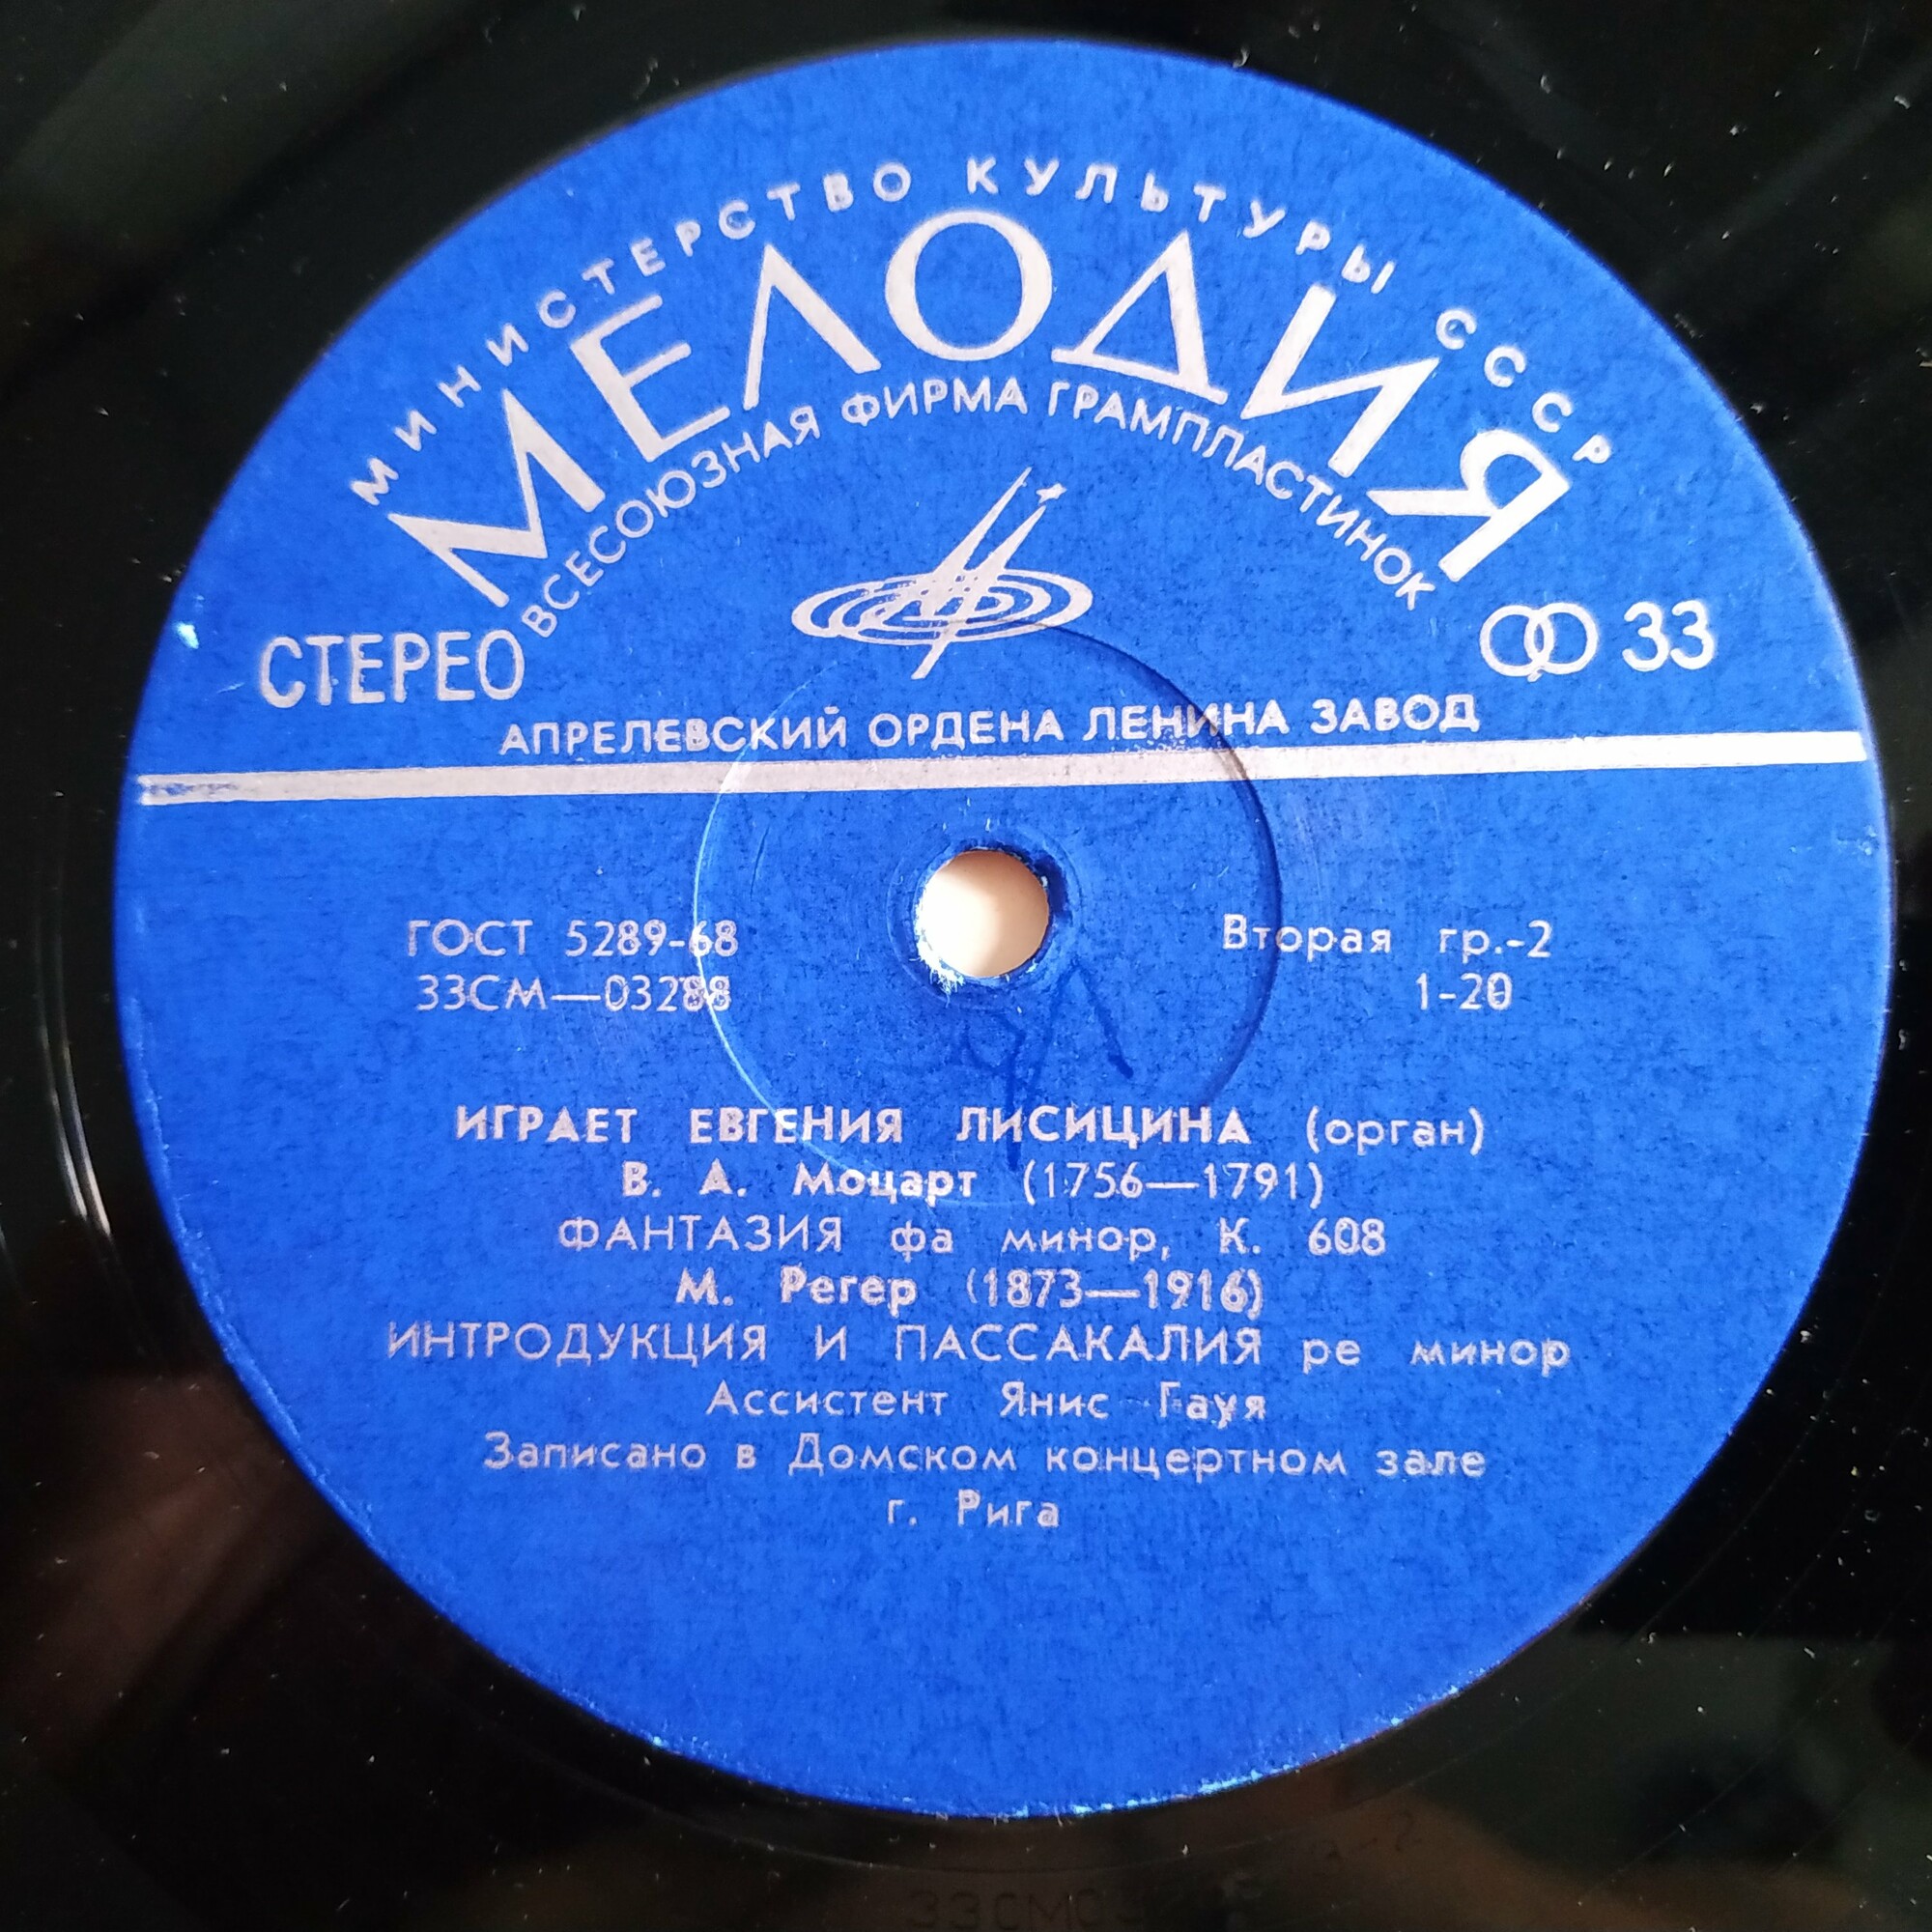 МИНИСТЕРСТВО КУЛЬТУРЫ СССР
МЕЛОДИЯ
ВСЕСОЮЗНАЯ ФИРМА ГРАМПЛАСТИНОК
СТЕРЕО
33
АПРЕЛЕВСКИЙ ОРДЕНА ЛЕНИНА ЗАВОД
ГОСТ 5289-68
Вторая гр.-2
33СМ—03288
1-20
ИГРАЕТ ЕВГЕНИЯ ЛИСИЦИНА (орган)
В. А. Моцарт (1756—1791)
ФАНТАЗИЯ фа минор, К. 608
М. Регер (1873—1916)
ИНТРОДУКЦИЯ И ПАССАКАЛИЯ ре минор
Ассистент Янис Гауя
Записано в Домском концертном зале
г. Рига